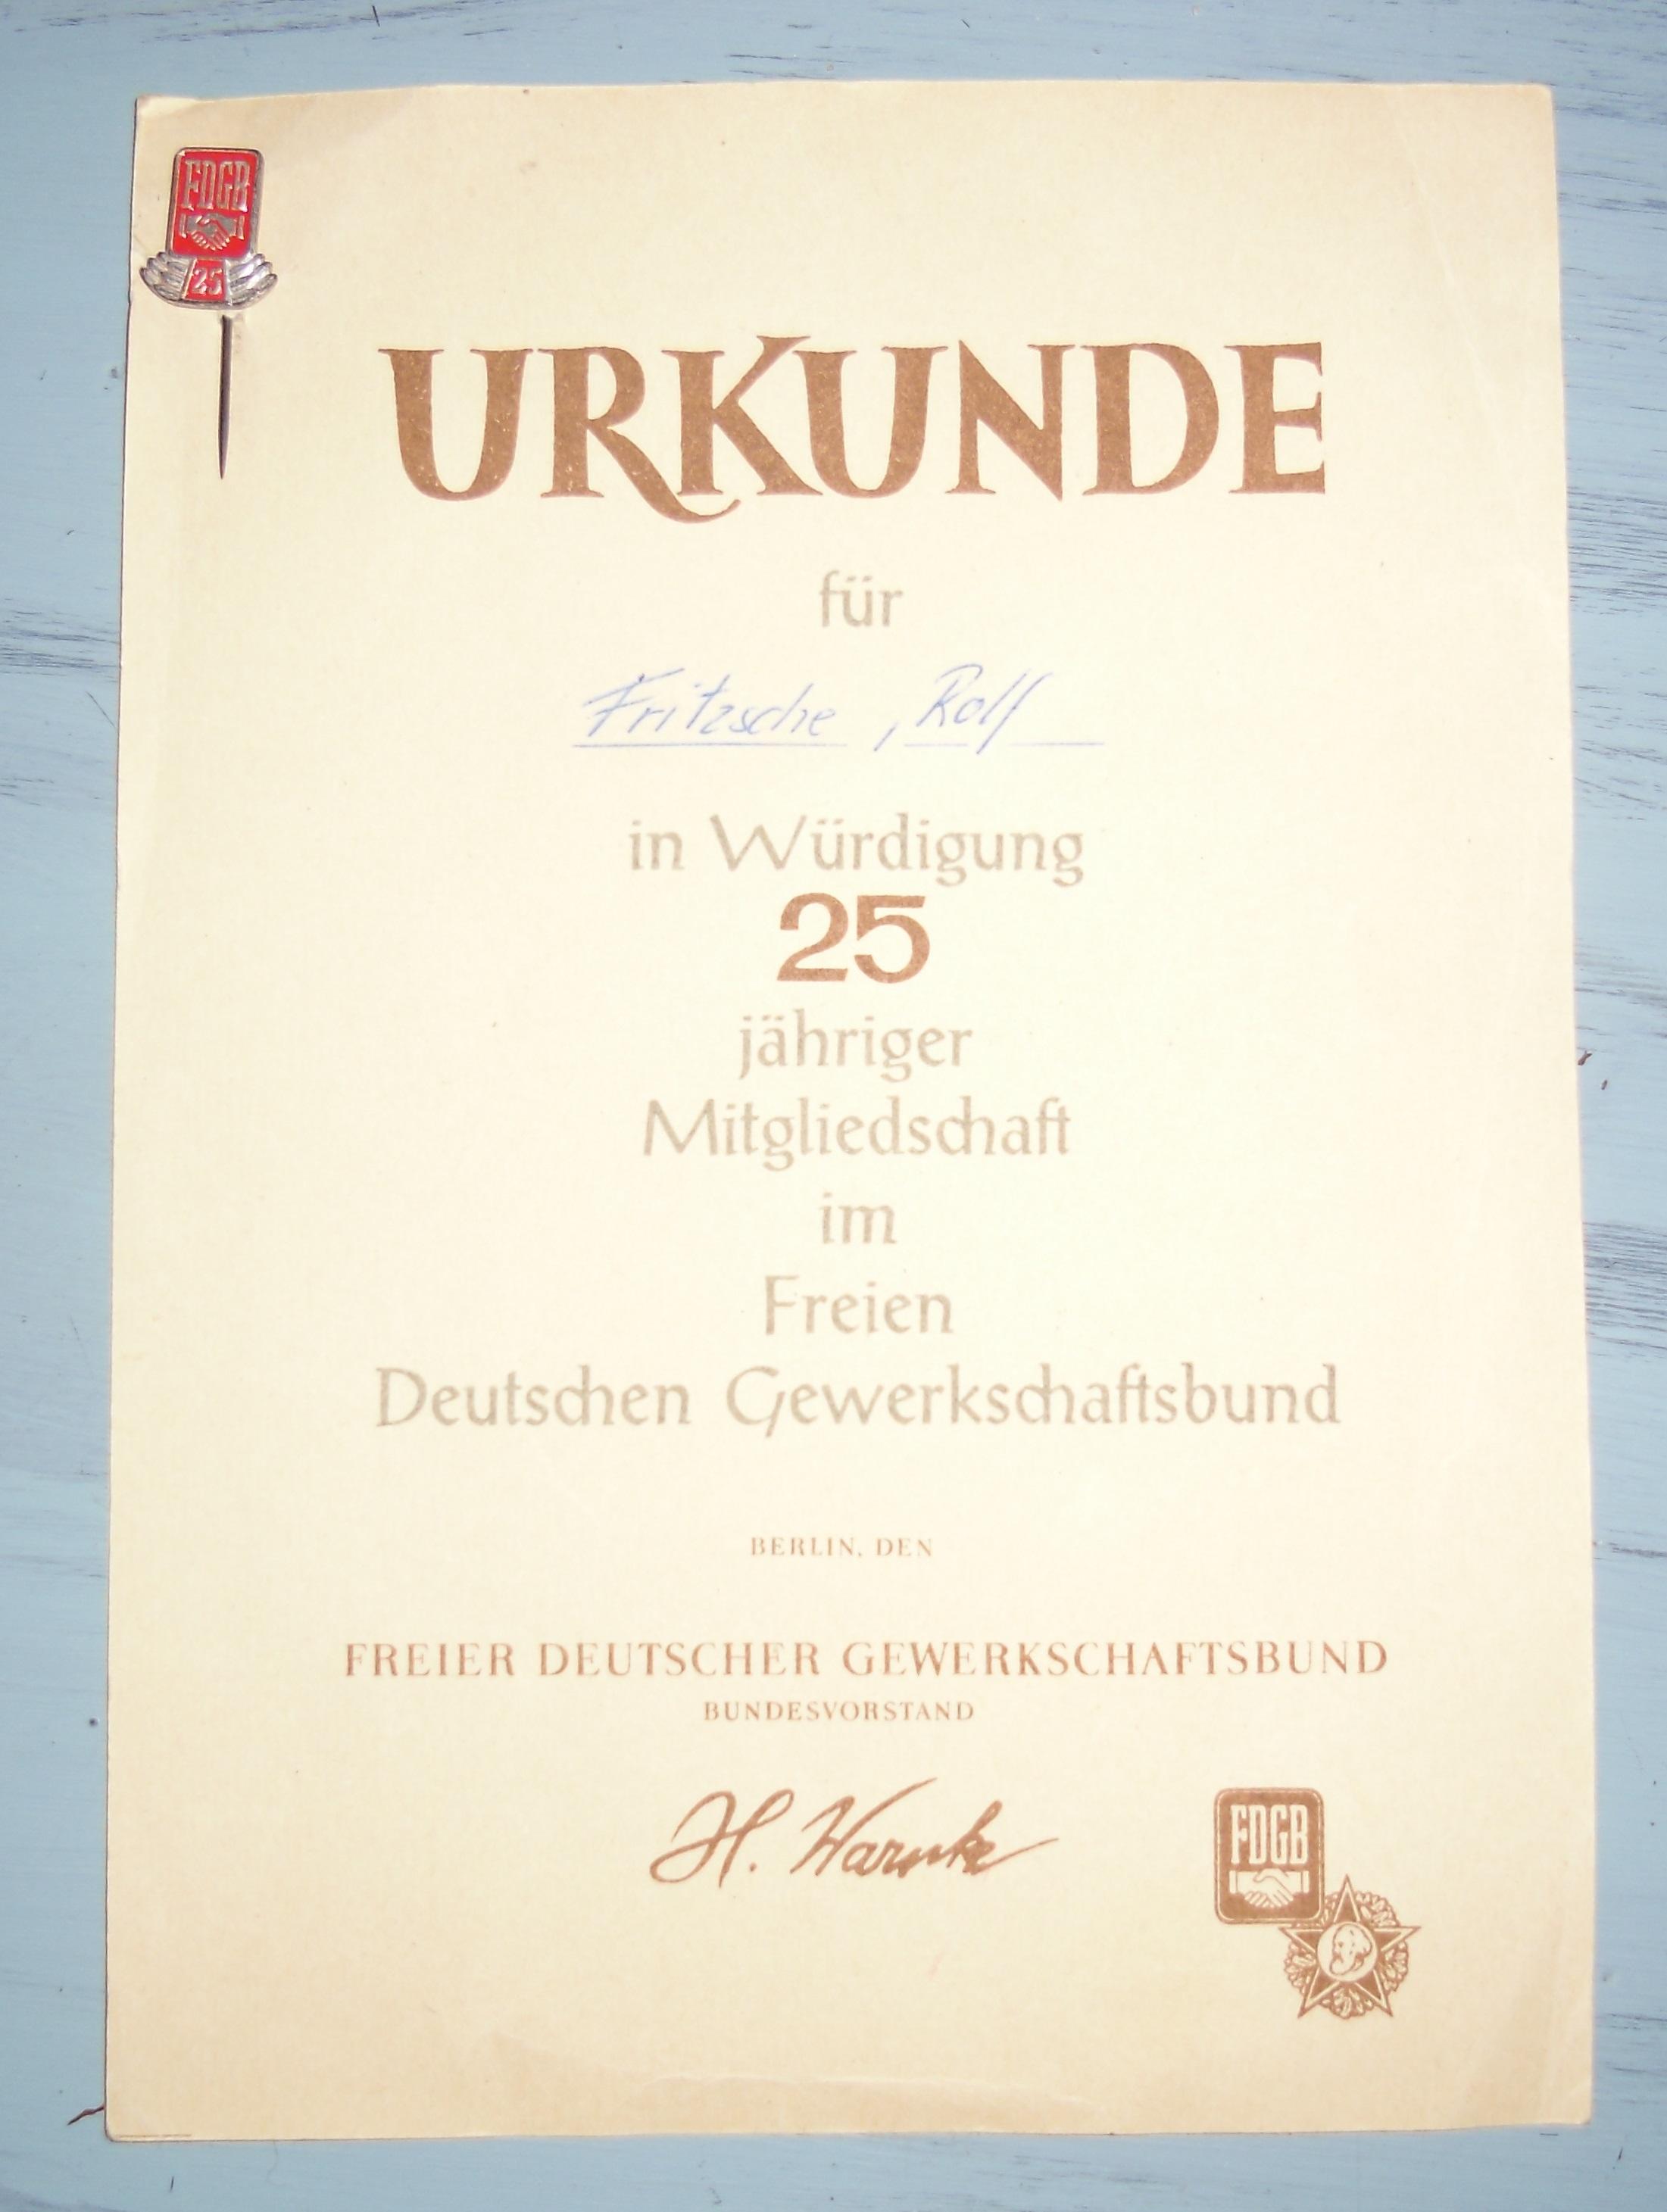 FDGB
25
URKUNDE
für
Fritzsche, Rolf
in Würdigung
25
jähriger
Mitgliedschaft
im
Freien
Deutschen Gewerkschaftsbund
BERLIN, DEN
FREIER DEUTSCHER GEWERKSCHAFTSBUND
BUNDESVORSTAND
H. Warnke
FDGB